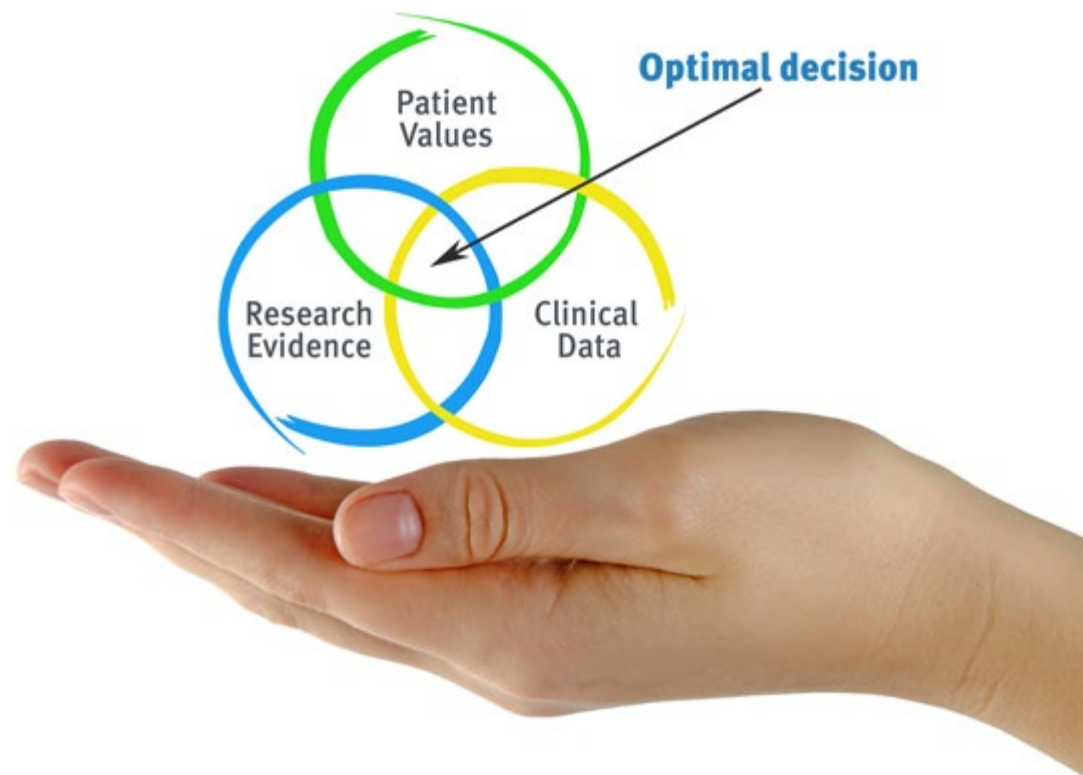 Optimal decision
Patient
Values
Research
Evidence
Clinical
Data